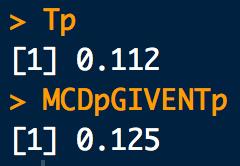 > Tp
[1] 0.112
> MCDpGIVENTp
[1] 0.125